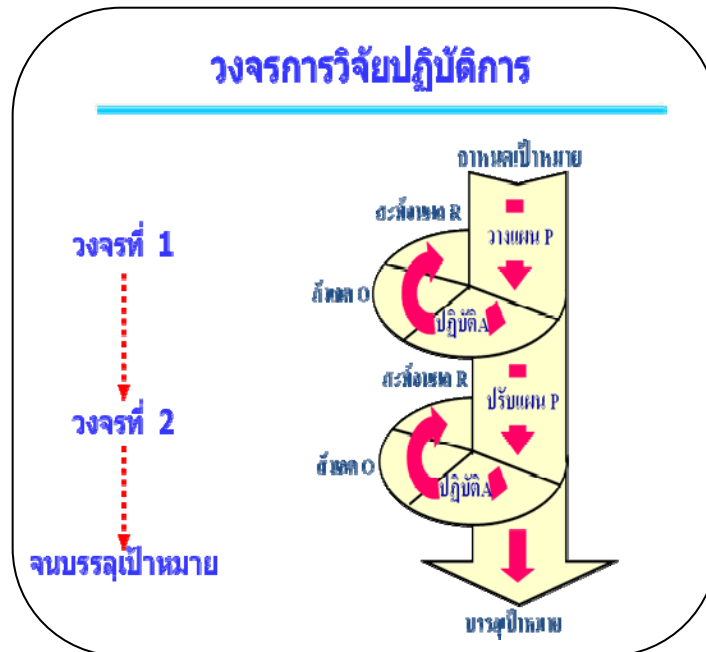 วงจรการวิจัยปฏิบัติการ
กำหนดเป้าหมาย
สะท้อนผล R
วางแผน P
วงจรที่ 1
สังเกต O
ปฏิบัติ A
สะท้อนผล R
ปรับแผน P
วงจรที่ 2
สังเกต O
ปฏิบัติ A
จนบรรลุเป้าหมาย
บรรลุเป้าหมาย